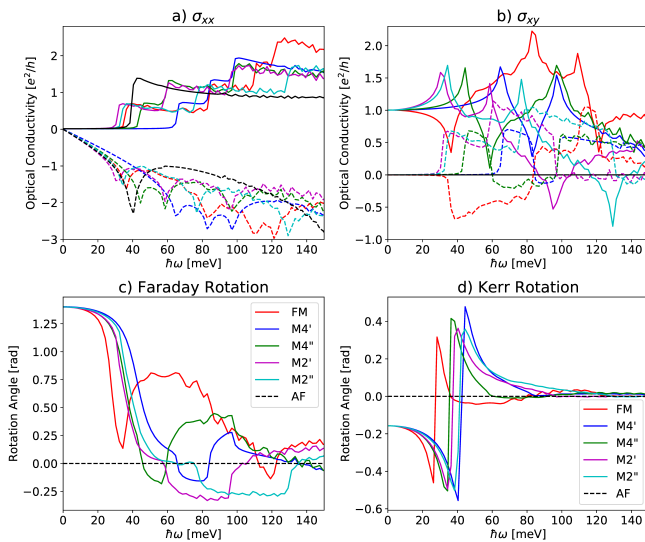 a) σxx
b) σxy
Optical Conductivity [e²/h]
2
1
0
−1
−2
−3
0 20 40 60 80 100 120 140
ħω [meV]
Optical Conductivity [e²/h]
2.0
1.5
1.0
0.5
0.0
−0.5
−1.0
0 20 40 60 80 100 120 140
ħω [meV]
c) Faraday Rotation
d) Kerr Rotation
Rotation Angle [rad]
1.25
1.00
0.75
0.50
0.25
0.00
−0.25
FM
M4'
M4"
M2'
M2"
AF
0 20 40 60 80 100 120 140
ħω [meV]
Rotation Angle [rad]
0.4
0.2
0.0
−0.2
−0.4
−0.6
FM
M4'
M4"
M2'
M2"
AF
0 20 40 60 80 100 120 140
ħω [meV]